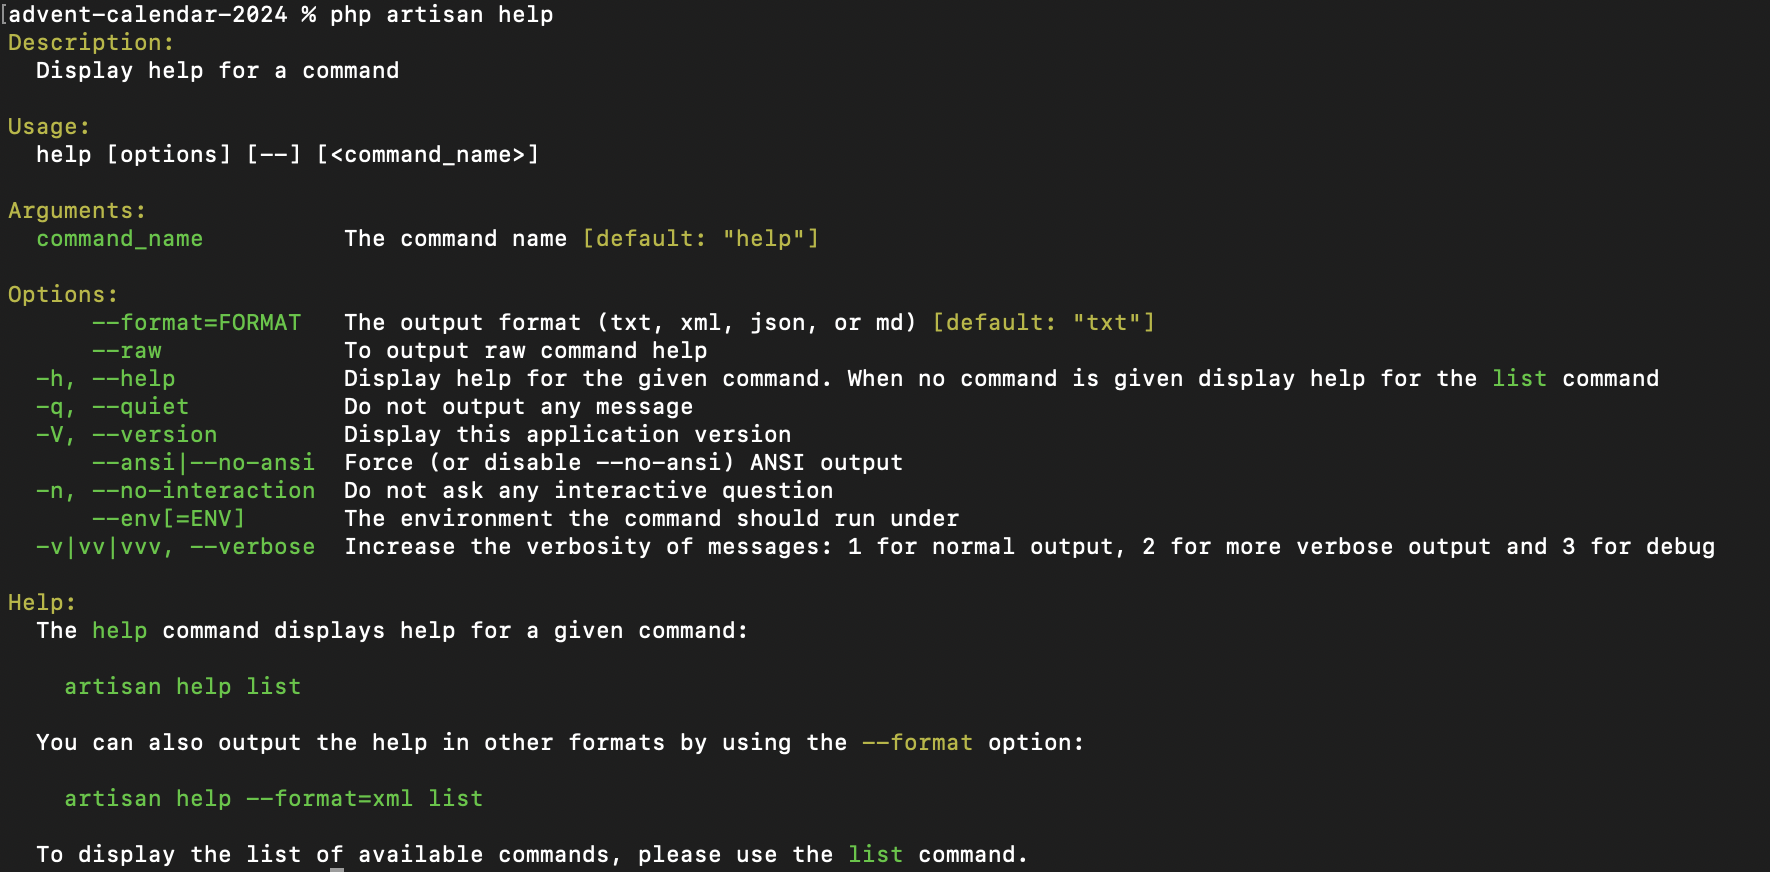 [advent-calendar-2024 % php artisan help
Description:
  Display help for a command

Usage:
  help [options] [--] [<command_name>]

Arguments:
  command_name          The command name [default: "help"]

Options:
      --format=FORMAT   The output format (txt, xml, json, or md) [default: "txt"]
      --raw             To output raw command help
  -h, --help            Display help for the given command. When no command is given display help for the list command
  -q, --quiet           Do not output any message
  -V, --version         Display this application version
      --ansi|--no-ansi  Force (or disable --no-ansi) ANSI output
  -n, --no-interaction  Do not ask any interactive question
      --env[=ENV]       The environment the command should run under
  -v|vv|vvv, --verbose  Increase the verbosity of messages: 1 for normal output, 2 for more verbose output and 3 for debug

Help:
  The help command displays help for a given command:

    artisan help list

  You can also output the help in other formats by using the --format option:

    artisan help --format=xml list

  To display the list of available commands, please use the list command.